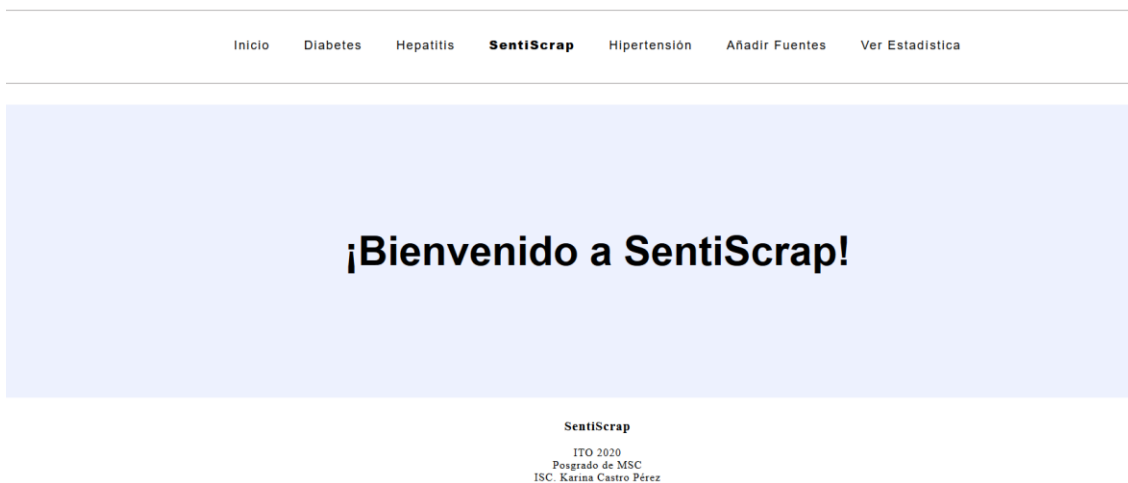 Inicio Diabetes Hepatitis SentiScrap Hipertensión Añadir Fuentes Ver Estadística
¡Bienvenido a SentiScrap!
SentiScrap
ITO 2020
Posgrado de MSC
ISC. Karina Castro Pérez